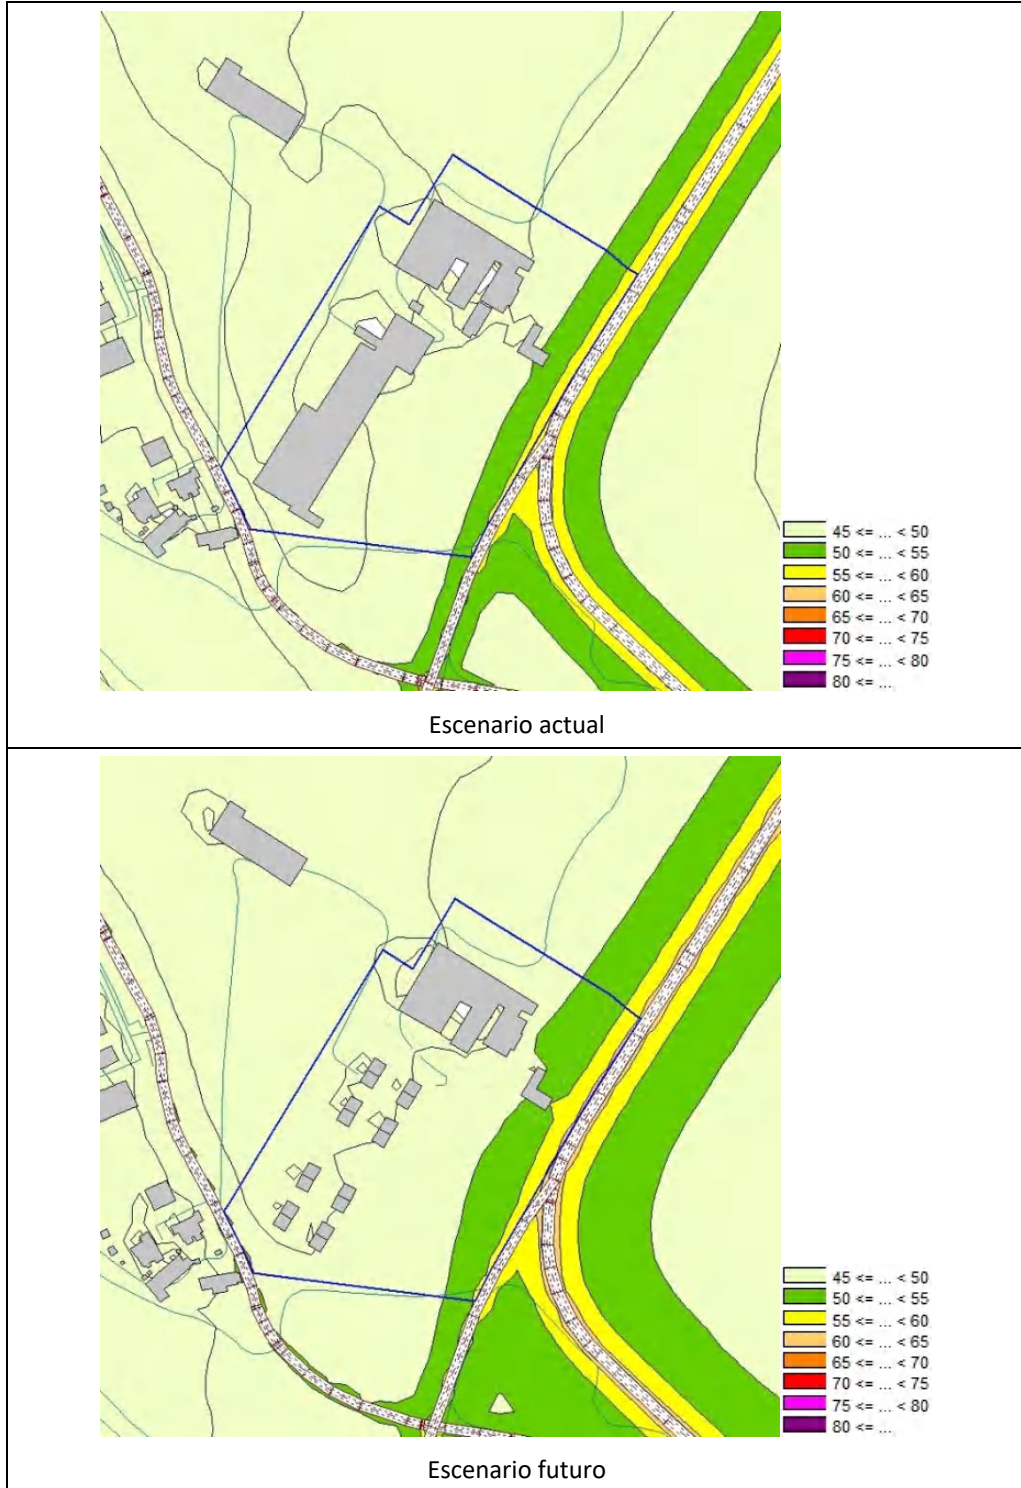 45 <= ... < 50
50 <= ... < 55
55 <= ... < 60
60 <= ... < 65
65 <= ... < 70
70 <= ... < 75
75 <= ... < 80
80 <= ...
Escenario actual
45 <= ... < 50
50 <= ... < 55
55 <= ... < 60
60 <= ... < 65
65 <= ... < 70
70 <= ... < 75
75 <= ... < 80
80 <= ...
Escenario futuro